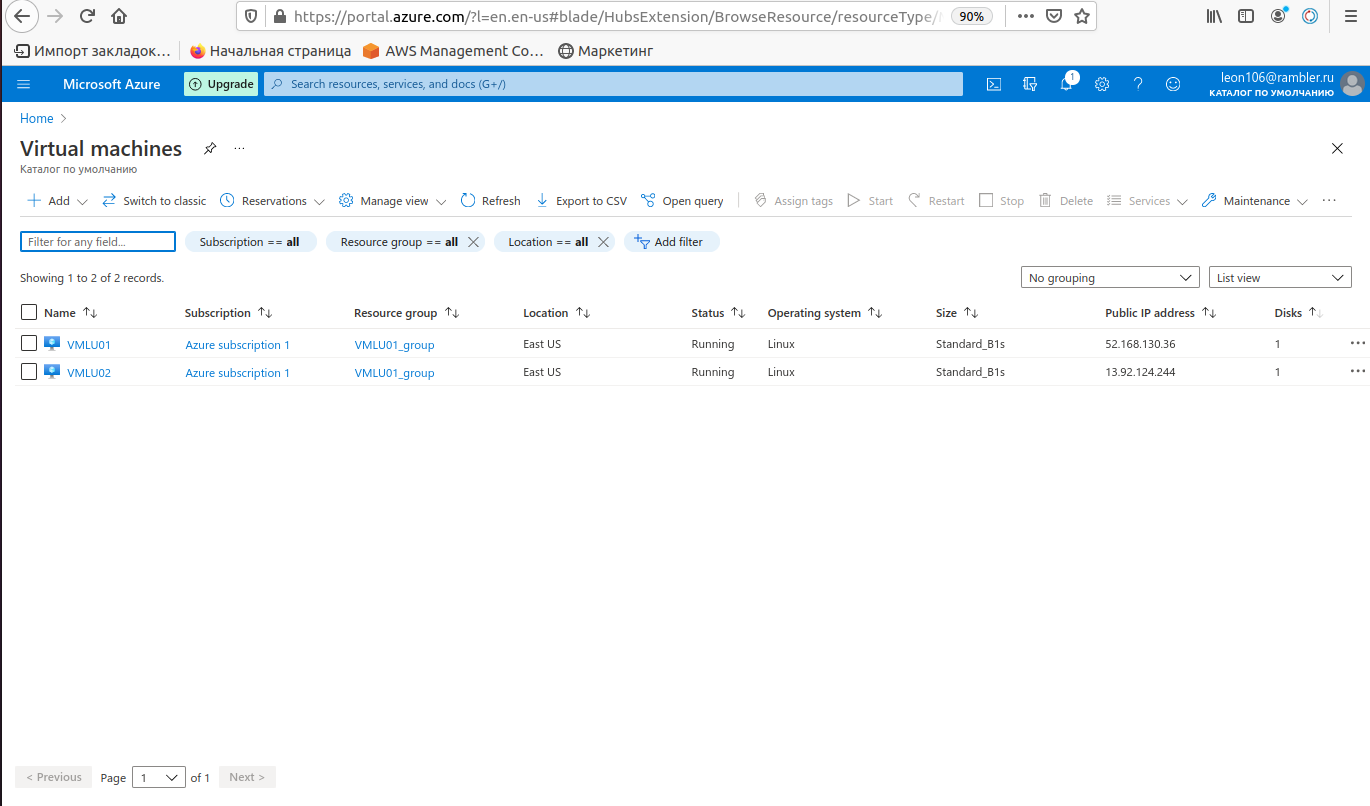 https://portal.azure.com/?l=en.en-us#blade/HubsExtension/BrowseResource/resourceType/ 90%
Импорт закладок... Начальная страница AWS Management Co... Маркетинг
Microsoft Azure Upgrade Search resources, services, and docs (G+/) 1 leon106@rambler.ru
КАТАЛОГ ПО УМОЛЧАНИЮ
Home >
Virtual machines ...
Каталог по умолчанию
Add Switch to classic Reservations Manage view Refresh Export to CSV Open query Assign tags Start Restart Stop Delete Services Maintenance ...
Filter for any field... Subscription == all Resource group == all Location == all Add filter
Showing 1 to 2 of 2 records. No grouping List view
Name Subscription Resource group Location Status Operating system Size Public IP address Disks
VMLU01 Azure subscription 1 VMLU01_group East US Running Linux Standard_B1s 52.168.130.36 1 ...
VMLU02 Azure subscription 1 VMLU01_group East US Running Linux Standard_B1s 13.92.124.244 1 ...
< Previous Page 1 of 1 Next >